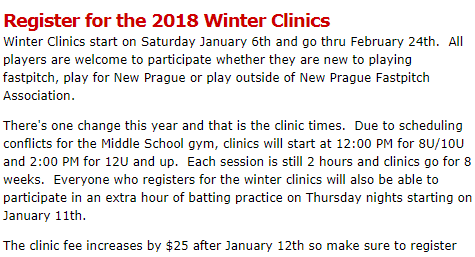 Register for the 2018 Winter Clinics
Winter Clinics start on Saturday January 6th and go thru February 24th.  All
players are welcome to participate whether they are new to playing
fastpitch, play for New Prague or play outside of New Prague Fastpitch
Association.
There's one change this year and that is the clinic times.  Due to scheduling
conflicts for the Middle School gym, clinics will start at 12:00 PM for 8U/10U
and 2:00 PM for 12U and up.  Each session is still 2 hours and clinics go for 8
weeks.  Everyone who registers for the winter clinics will also be able to
participate in an extra hour of batting practice on Thursday nights starting on
January 11th.
The clinic fee increases by $25 after January 12th so make sure to register